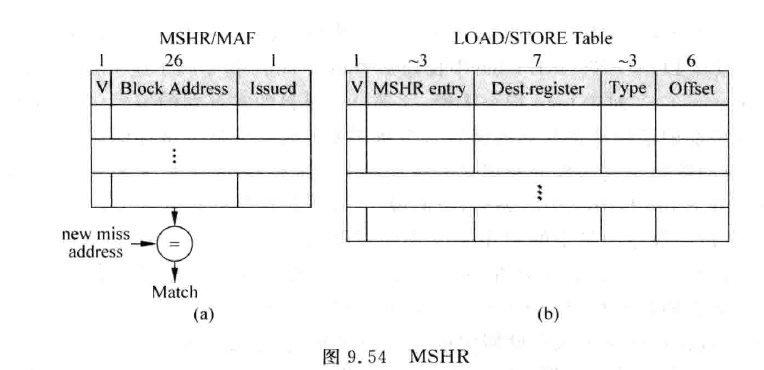 MSHR/MAF
1 26 1
V Block Address Issued
new miss
address
=
Match
(a)
LOAD/STORE Table
1 ~3 7 ~3 6
V MSHR entry Dest.register Type Offset
(b)
图 9.54 MSHR